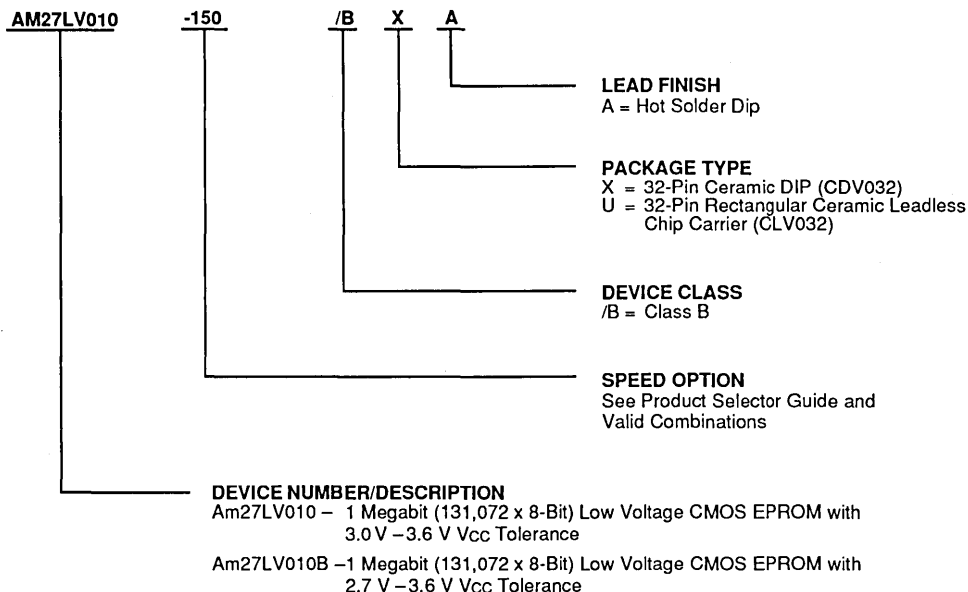 AM27LV010 -150 /B X A
LEAD FINISH
A = Hot Solder Dip
PACKAGE TYPE
X = 32-Pin Ceramic DIP (CDV032)
U = 32-Pin Rectangular Ceramic Leadless
Chip Carrier (CLV032)
DEVICE CLASS
/B = Class B
SPEED OPTION
See Product Selector Guide and
Valid Combinations
DEVICE NUMBER/DESCRIPTION
Am27LV010 – 1 Megabit (131,072 x 8-Bit) Low Voltage CMOS EPROM with
3.0 V –3.6 V VCC Tolerance
Am27LV010B –1 Megabit (131,072 x 8-Bit) Low Voltage CMOS EPROM with
2.7 V –3.6 V VCC Tolerance